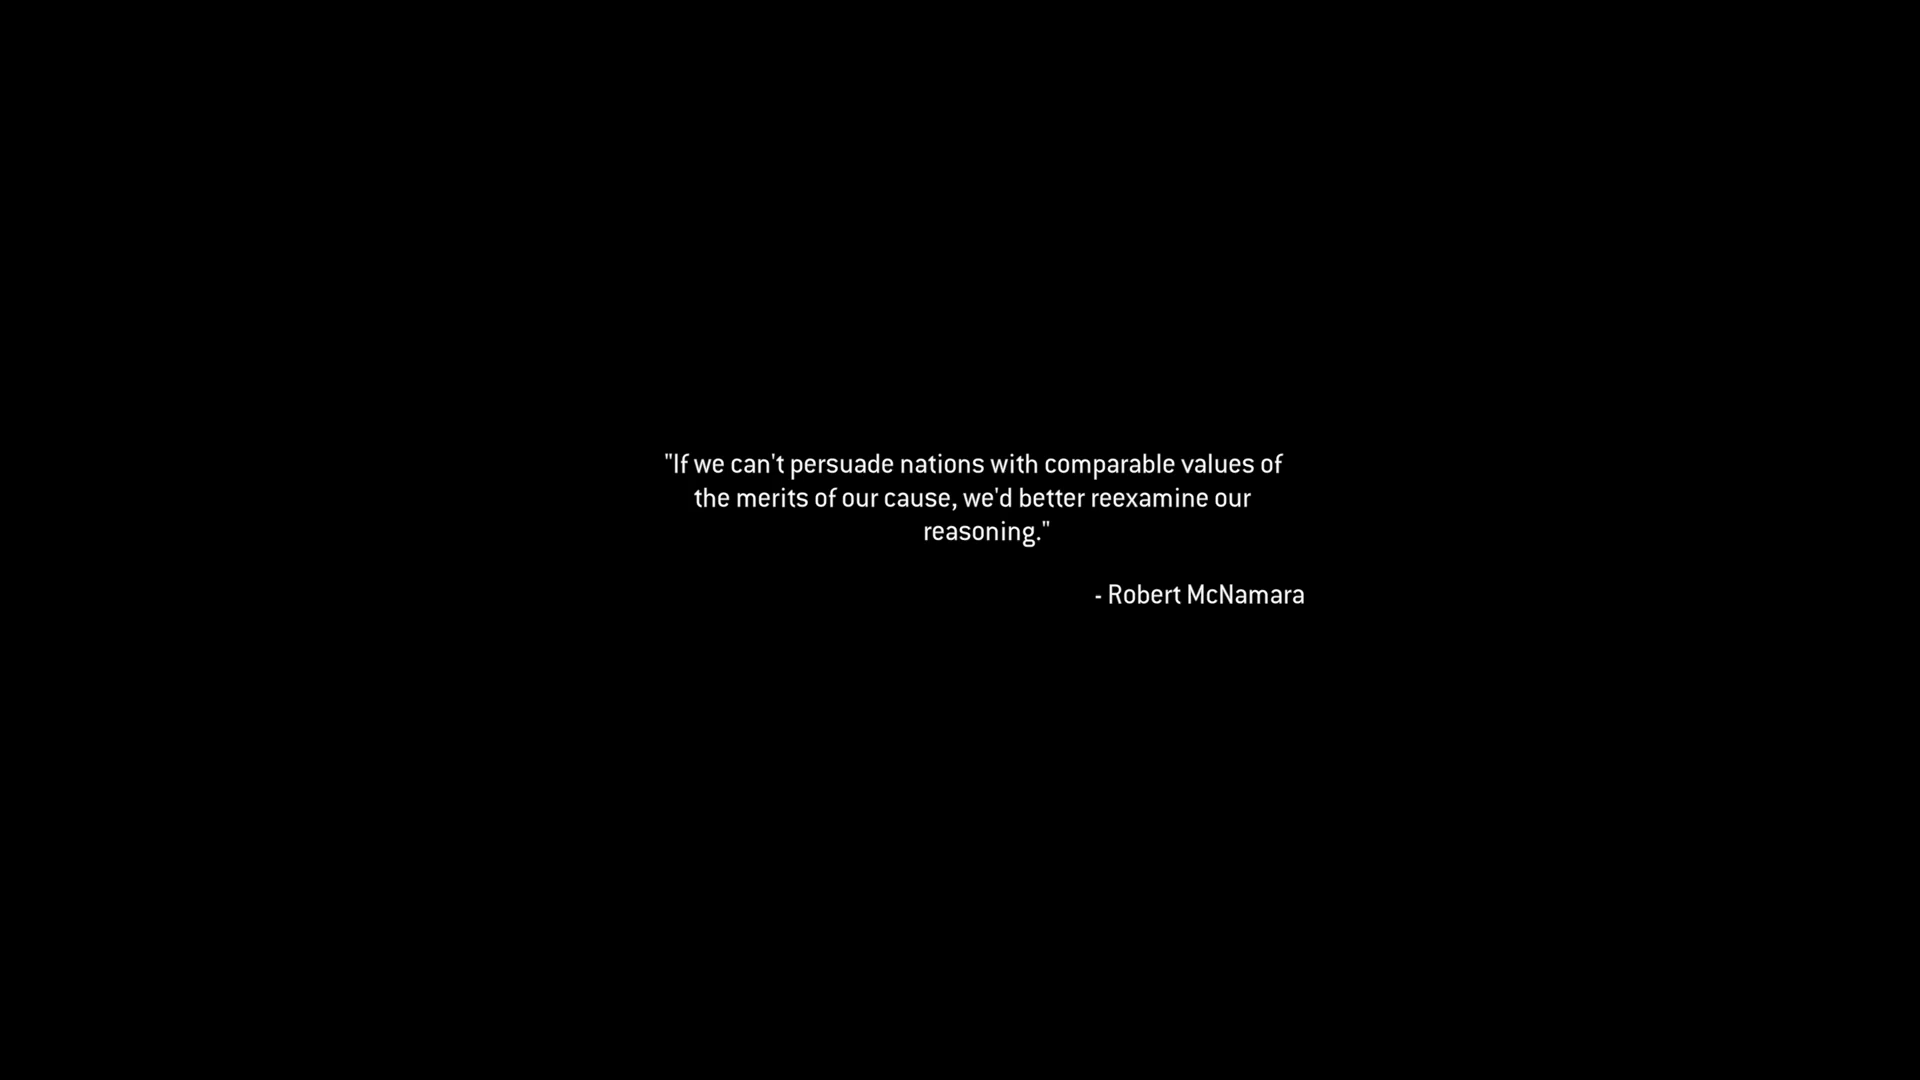 "If we can't persuade nations with comparable values of
the merits of our cause, we'd better reexamine our
reasoning."
- Robert McNamara